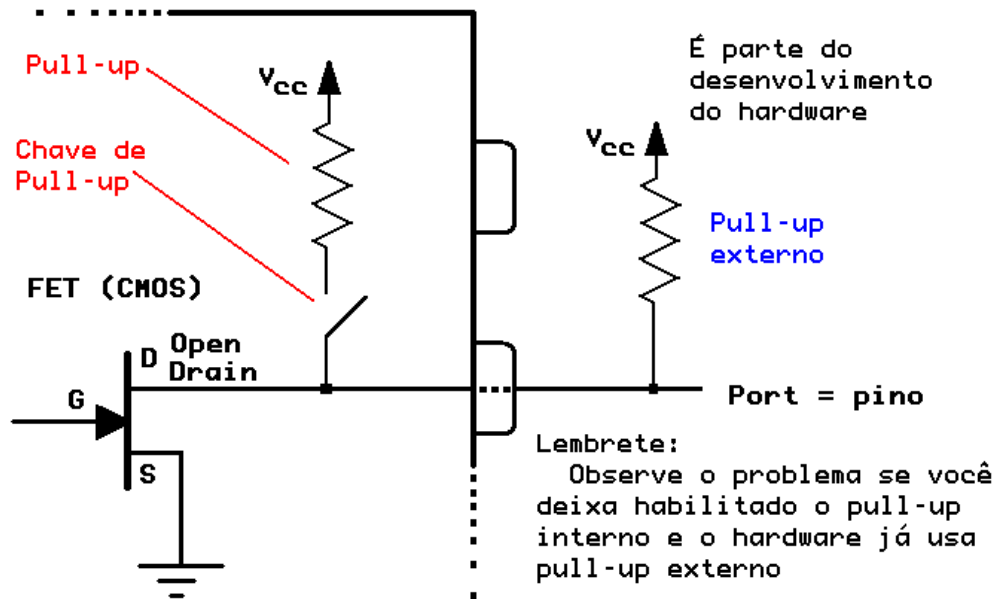 Pull-up
Vcc
É parte do
desenvolvimento
do hardware
Chave de
Pull-up
Vcc
Pull-up
externo
FET (CMOS)
D Open
Drain
G
S
Port = pino
Lembrete:
Observe o problema se você
deixa habilitado o pull-up
interno e o hardware já usa
pull-up externo